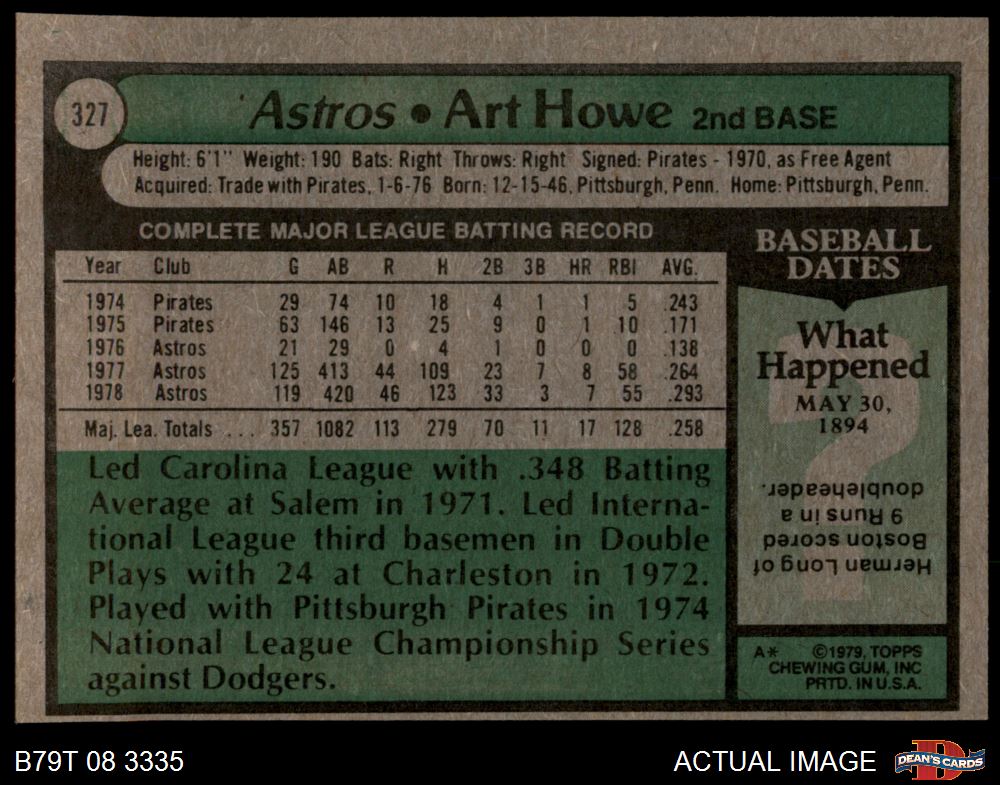 327
Astros • Art Howe 2nd BASE
Height: 6'1" Weight: 190 Bats: Right Throws: Right Signed: Pirates - 1970, as Free Agent
Acquired: Trade with Pirates, 1-6-76 Born: 12-15-46, Pittsburgh, Penn. Home: Pittsburgh, Penn.
COMPLETE MAJOR LEAGUE BATTING RECORD
Year Club G AB R H 2B 3B HR RBI AVG.
1974 Pirates 29 74 10 18 4 1 1 5 .243
1975 Pirates 63 146 13 25 9 0 1 10 .171
1976 Astros 21 29 0 4 1 0 0 0 .138
1977 Astros 125 413 44 109 23 7 8 58 .264
1978 Astros 119 420 46 123 33 3 7 55 .293
Maj. Lea. Totals ... 357 1082 113 279 70 11 17 128 .258
Led Carolina League with .348 Batting
Average at Salem in 1971. Led Interna-
tional League third basemen in Double
Plays with 24 at Charleston in 1972.
Played with Pittsburgh Pirates in 1974
National League Championship Series
against Dodgers.
BASEBALL
DATES
What
Happened
MAY 30,
1894
?
Herman Long of
Boston scored
9 Runs in a
doubleheader.
A* ©1979, TOPPS
CHEWING GUM, INC
PRTD. IN U.S.A.
B79T 08 3335
ACTUAL IMAGE
D
DEAN'S CARDS